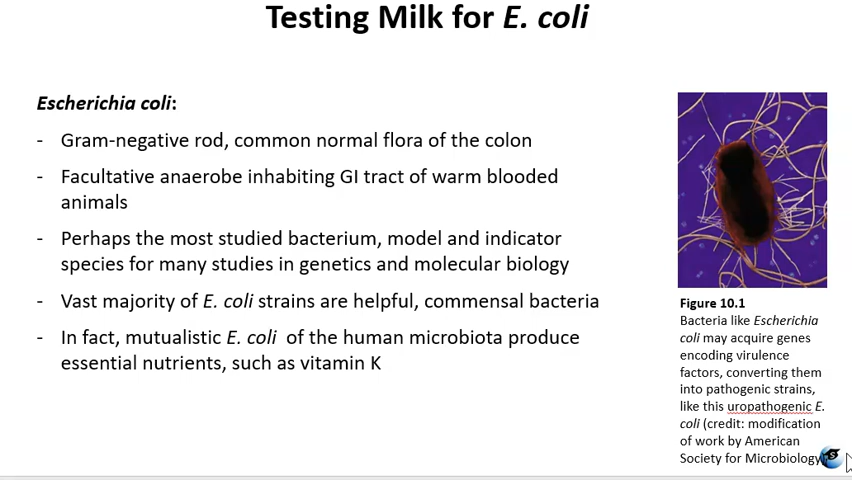 Testing Milk for E. coli
Escherichia coli:
- Gram-negative rod, common normal flora of the colon
- Facultative anaerobe inhabiting GI tract of warm blooded
animals
- Perhaps the most studied bacterium, model and indicator
species for many studies in genetics and molecular biology
- Vast majority of E. coli strains are helpful, commensal bacteria
- In fact, mutualistic E. coli of the human microbiota produce
essential nutrients, such as vitamin K
Figure 10.1
Bacteria like Escherichia
coli may acquire genes
encoding virulence
factors, converting them
into pathogenic strains,
like this uropathogenic E.
coli (credit: modification
of work by American
Society for Microbiology)